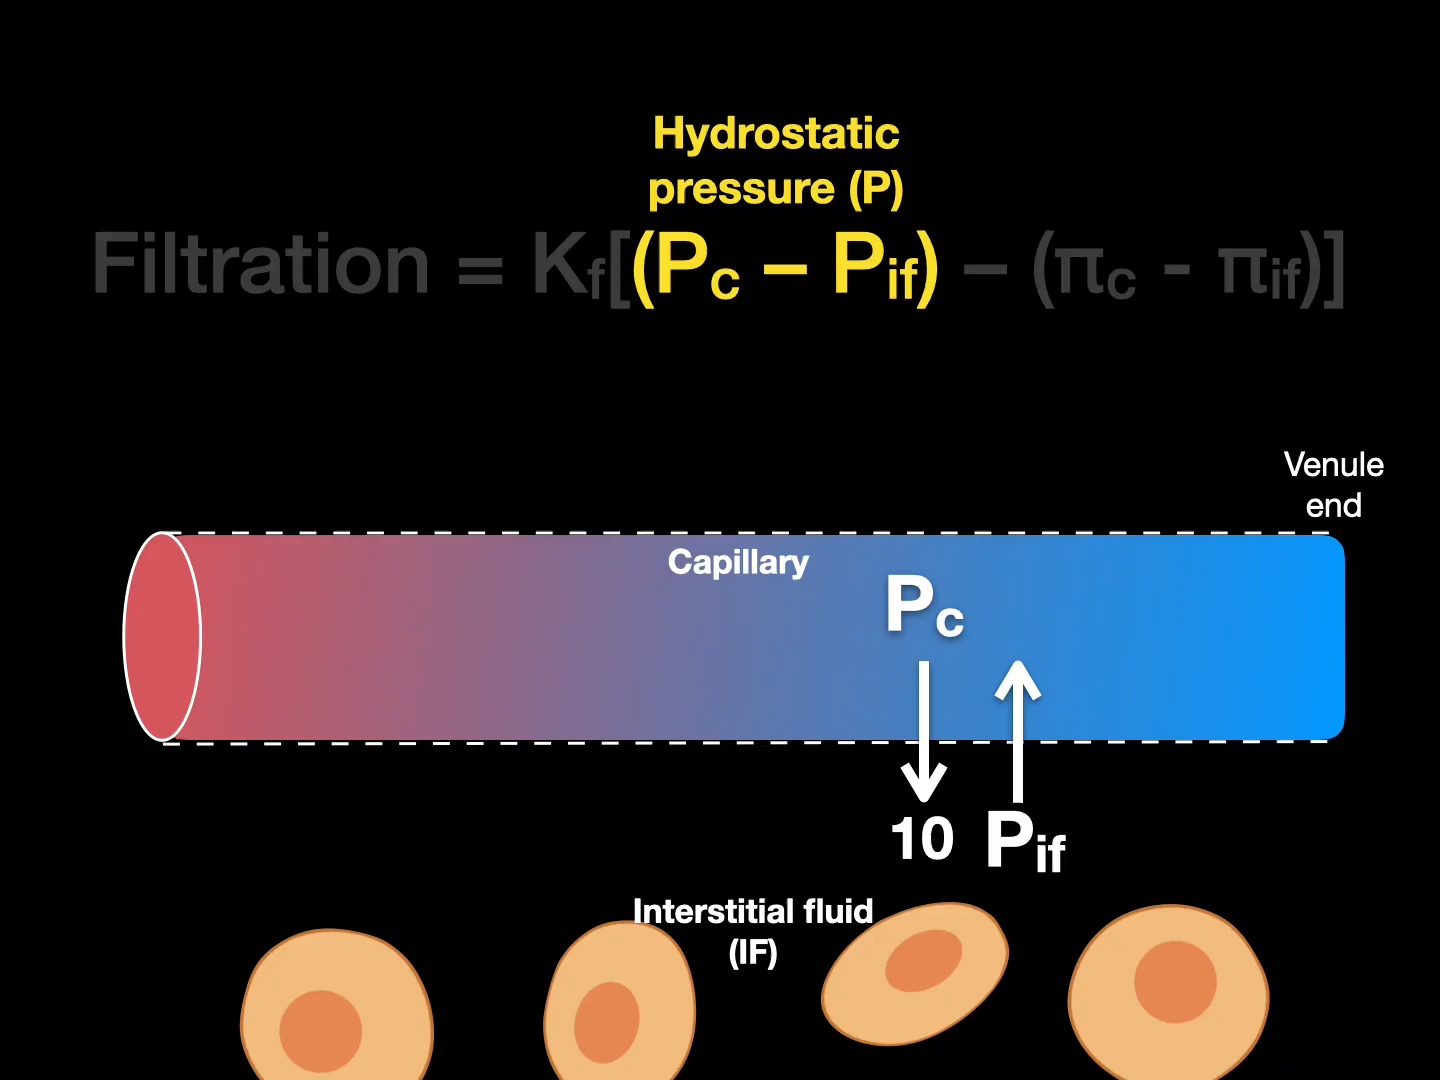 Hydrostatic
pressure (P)
Filtration = Kf[(Pc – Pif) – (πc - πif)]
Venule
end
Capillary
Pc
10 Pif
Interstitial fluid
(IF)